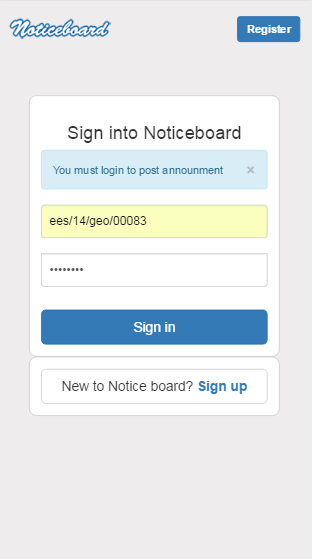 Noticeboard
Register
Sign into Noticeboard
You must login to post announment ×
ees/14/geo/00083
••••••••
Sign in
New to Notice board? Sign up